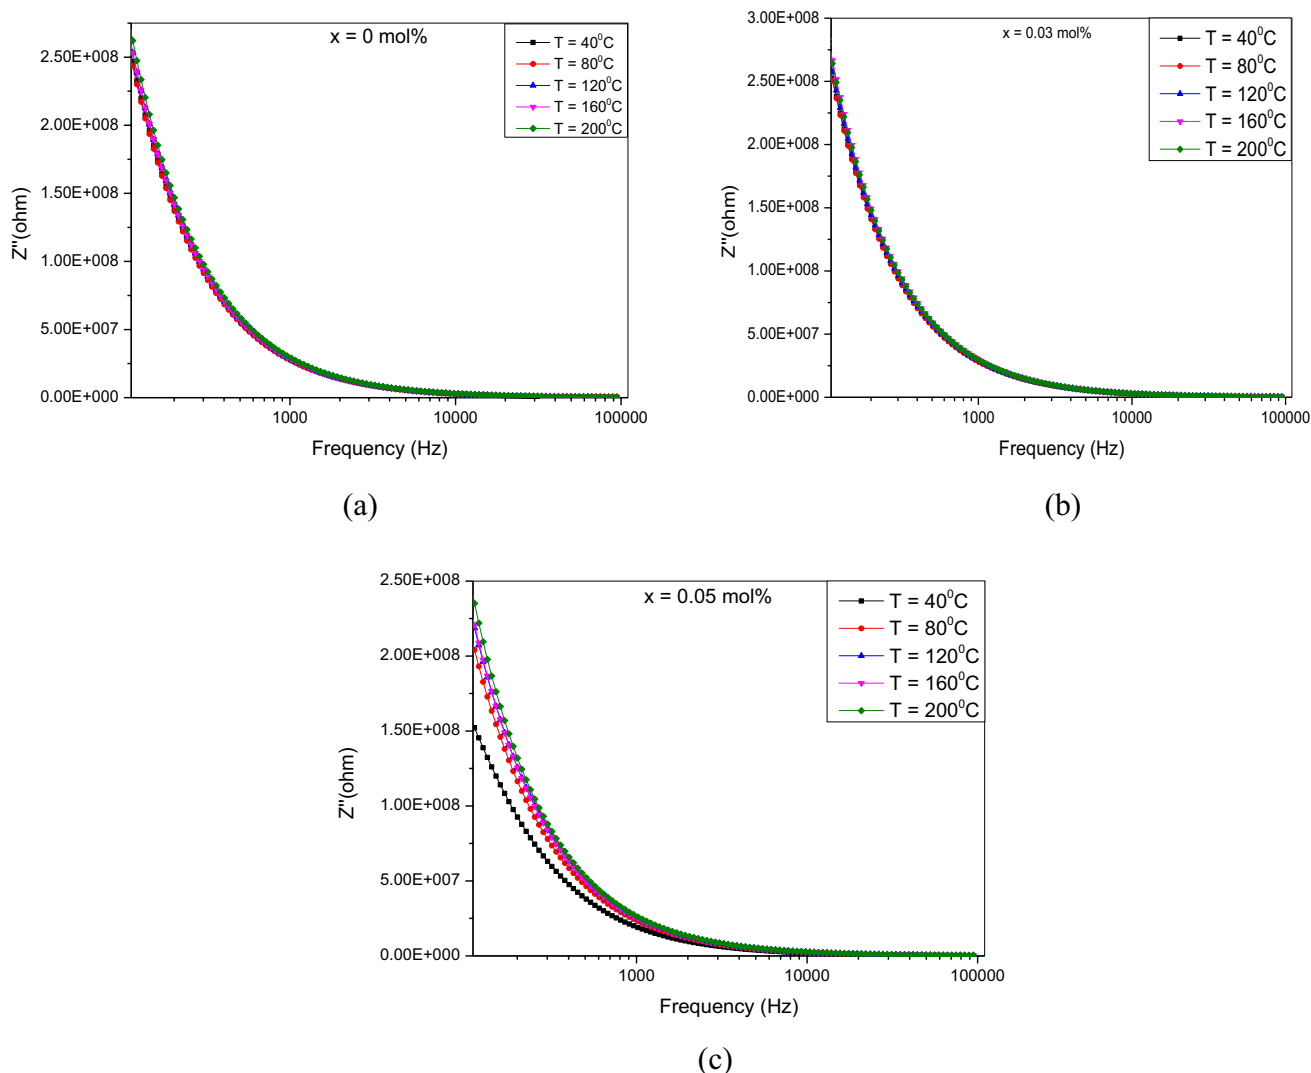 x = 0 mol%
T = 40⁰C
T = 80⁰C
T = 120⁰C
T = 160⁰C
T = 200⁰C
2.50E+008
2.00E+008
1.50E+008
1.00E+008
5.00E+007
0.00E+000
Z"(ohm)
1000 10000 100000
Frequency (Hz)
(a)
x = 0.03 mol%
T = 40⁰C
T = 80⁰C
T = 120⁰C
T = 160⁰C
T = 200⁰C
3.00E+008
2.50E+008
2.00E+008
1.50E+008
1.00E+008
5.00E+007
0.00E+000
Z"(ohm)
1000 10000 100000
Frequency (Hz)
(b)
x = 0.05 mol%
T = 40⁰C
T = 80⁰C
T = 120⁰C
T = 160⁰C
T = 200⁰C
2.50E+008
2.00E+008
1.50E+008
1.00E+008
5.00E+007
0.00E+000
Z"(ohm)
1000 10000 100000
Frequency (Hz)
(c)